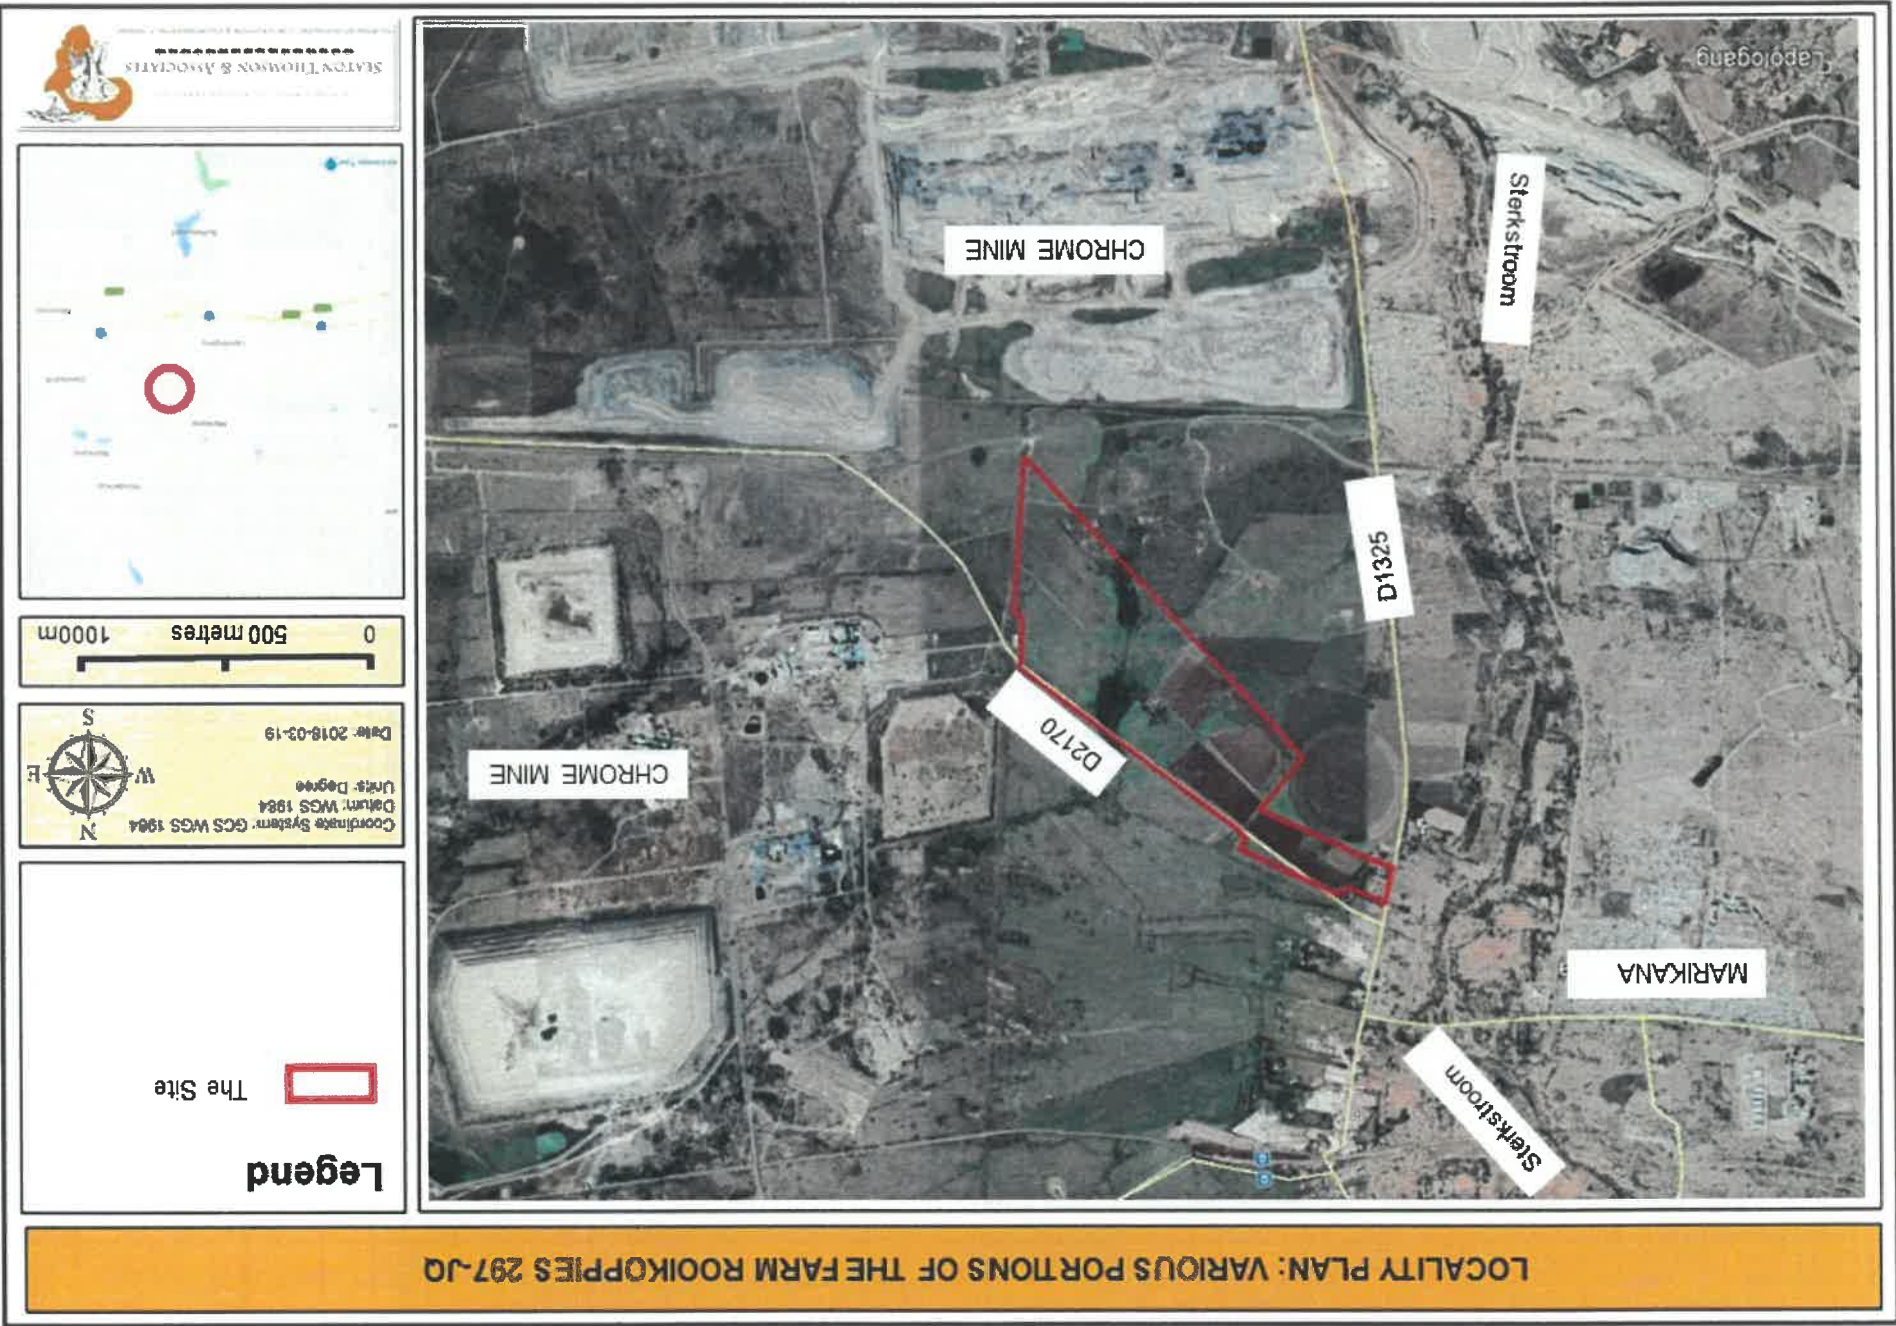 LOCALITY PLAN: VARIOUS PORTIONS OF THE FARM ROOIKOPPIES 297-JQ
Sterkstroom
MARIKANA
D2170
CHROME MINE
D1325
Sterkstroom
CHROME MINE
Lapologang
Legend
The Site
Coordinate System: GCS WGS 1984
Datum: WGS 1984
Units: Degree
Date: 2018-03-19
N
W
E
S
0 500 metres 1000m
SEATON THOMSON & ASSOCIATES